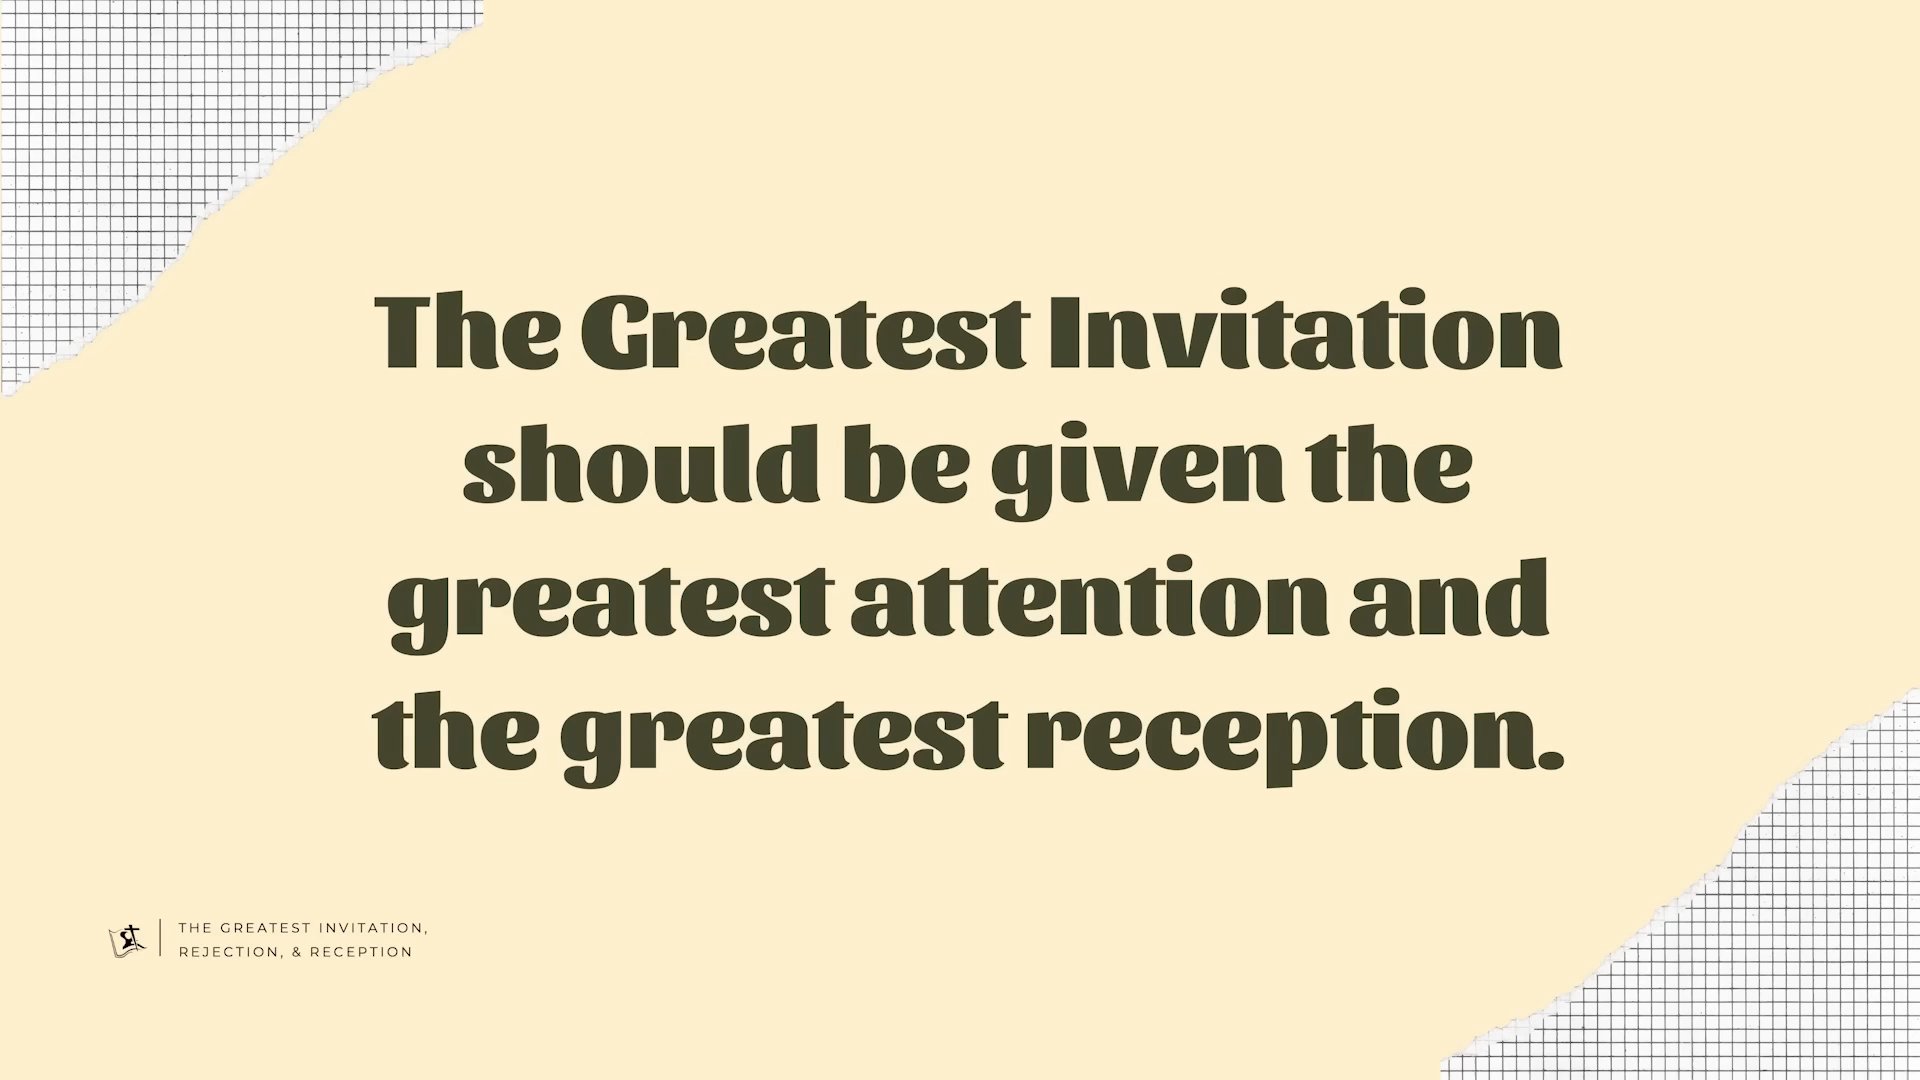 The Greatest Invitation
should be given the
greatest attention and
the greatest reception.
THE GREATEST INVITATION,
REJECTION, & RECEPTION